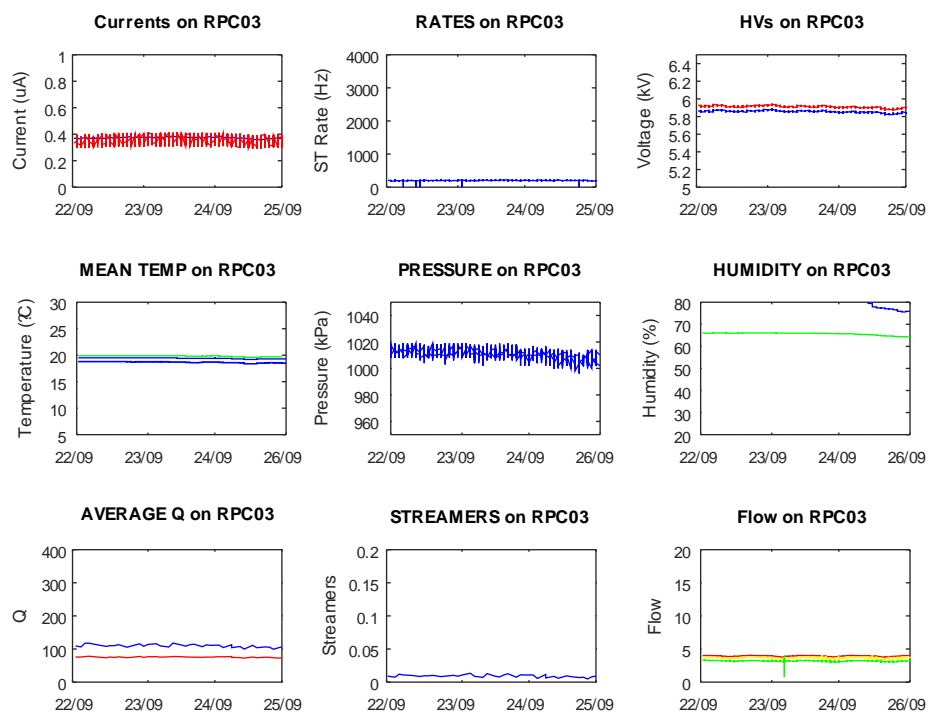 Currents on RPC03
RATES on RPC03
HVs on RPC03
Current (uA)
1
0.8
0.6
0.4
0.2
0
22/09 23/09 24/09 25/09
ST Rate (Hz)
4000
3000
2000
1000
0
22/09 23/09 24/09 25/09
Voltage (kV)
6.4
6.2
6
5.8
5.6
5.4
5.2
5
22/09 23/09 24/09 25/09
MEAN TEMP on RPC03
PRESSURE on RPC03
HUMIDITY on RPC03
Temperature (?C)
30
25
20
15
10
5
22/09 23/09 24/09 26/09
Pressure (kPa)
1040
1020
1000
980
960
22/09 23/09 24/09 26/09
Humidity (%)
80
70
60
50
40
30
20
22/09 23/09 24/09 26/09
AVERAGE Q on RPC03
STREAMERS on RPC03
Flow on RPC03
Q
400
300
200
100
0
22/09 23/09 24/09 25/09
Streamers
0.2
0.15
0.1
0.05
0
22/09 23/09 24/09 25/09
Flow
20
15
10
5
0
22/09 23/09 24/09 26/09